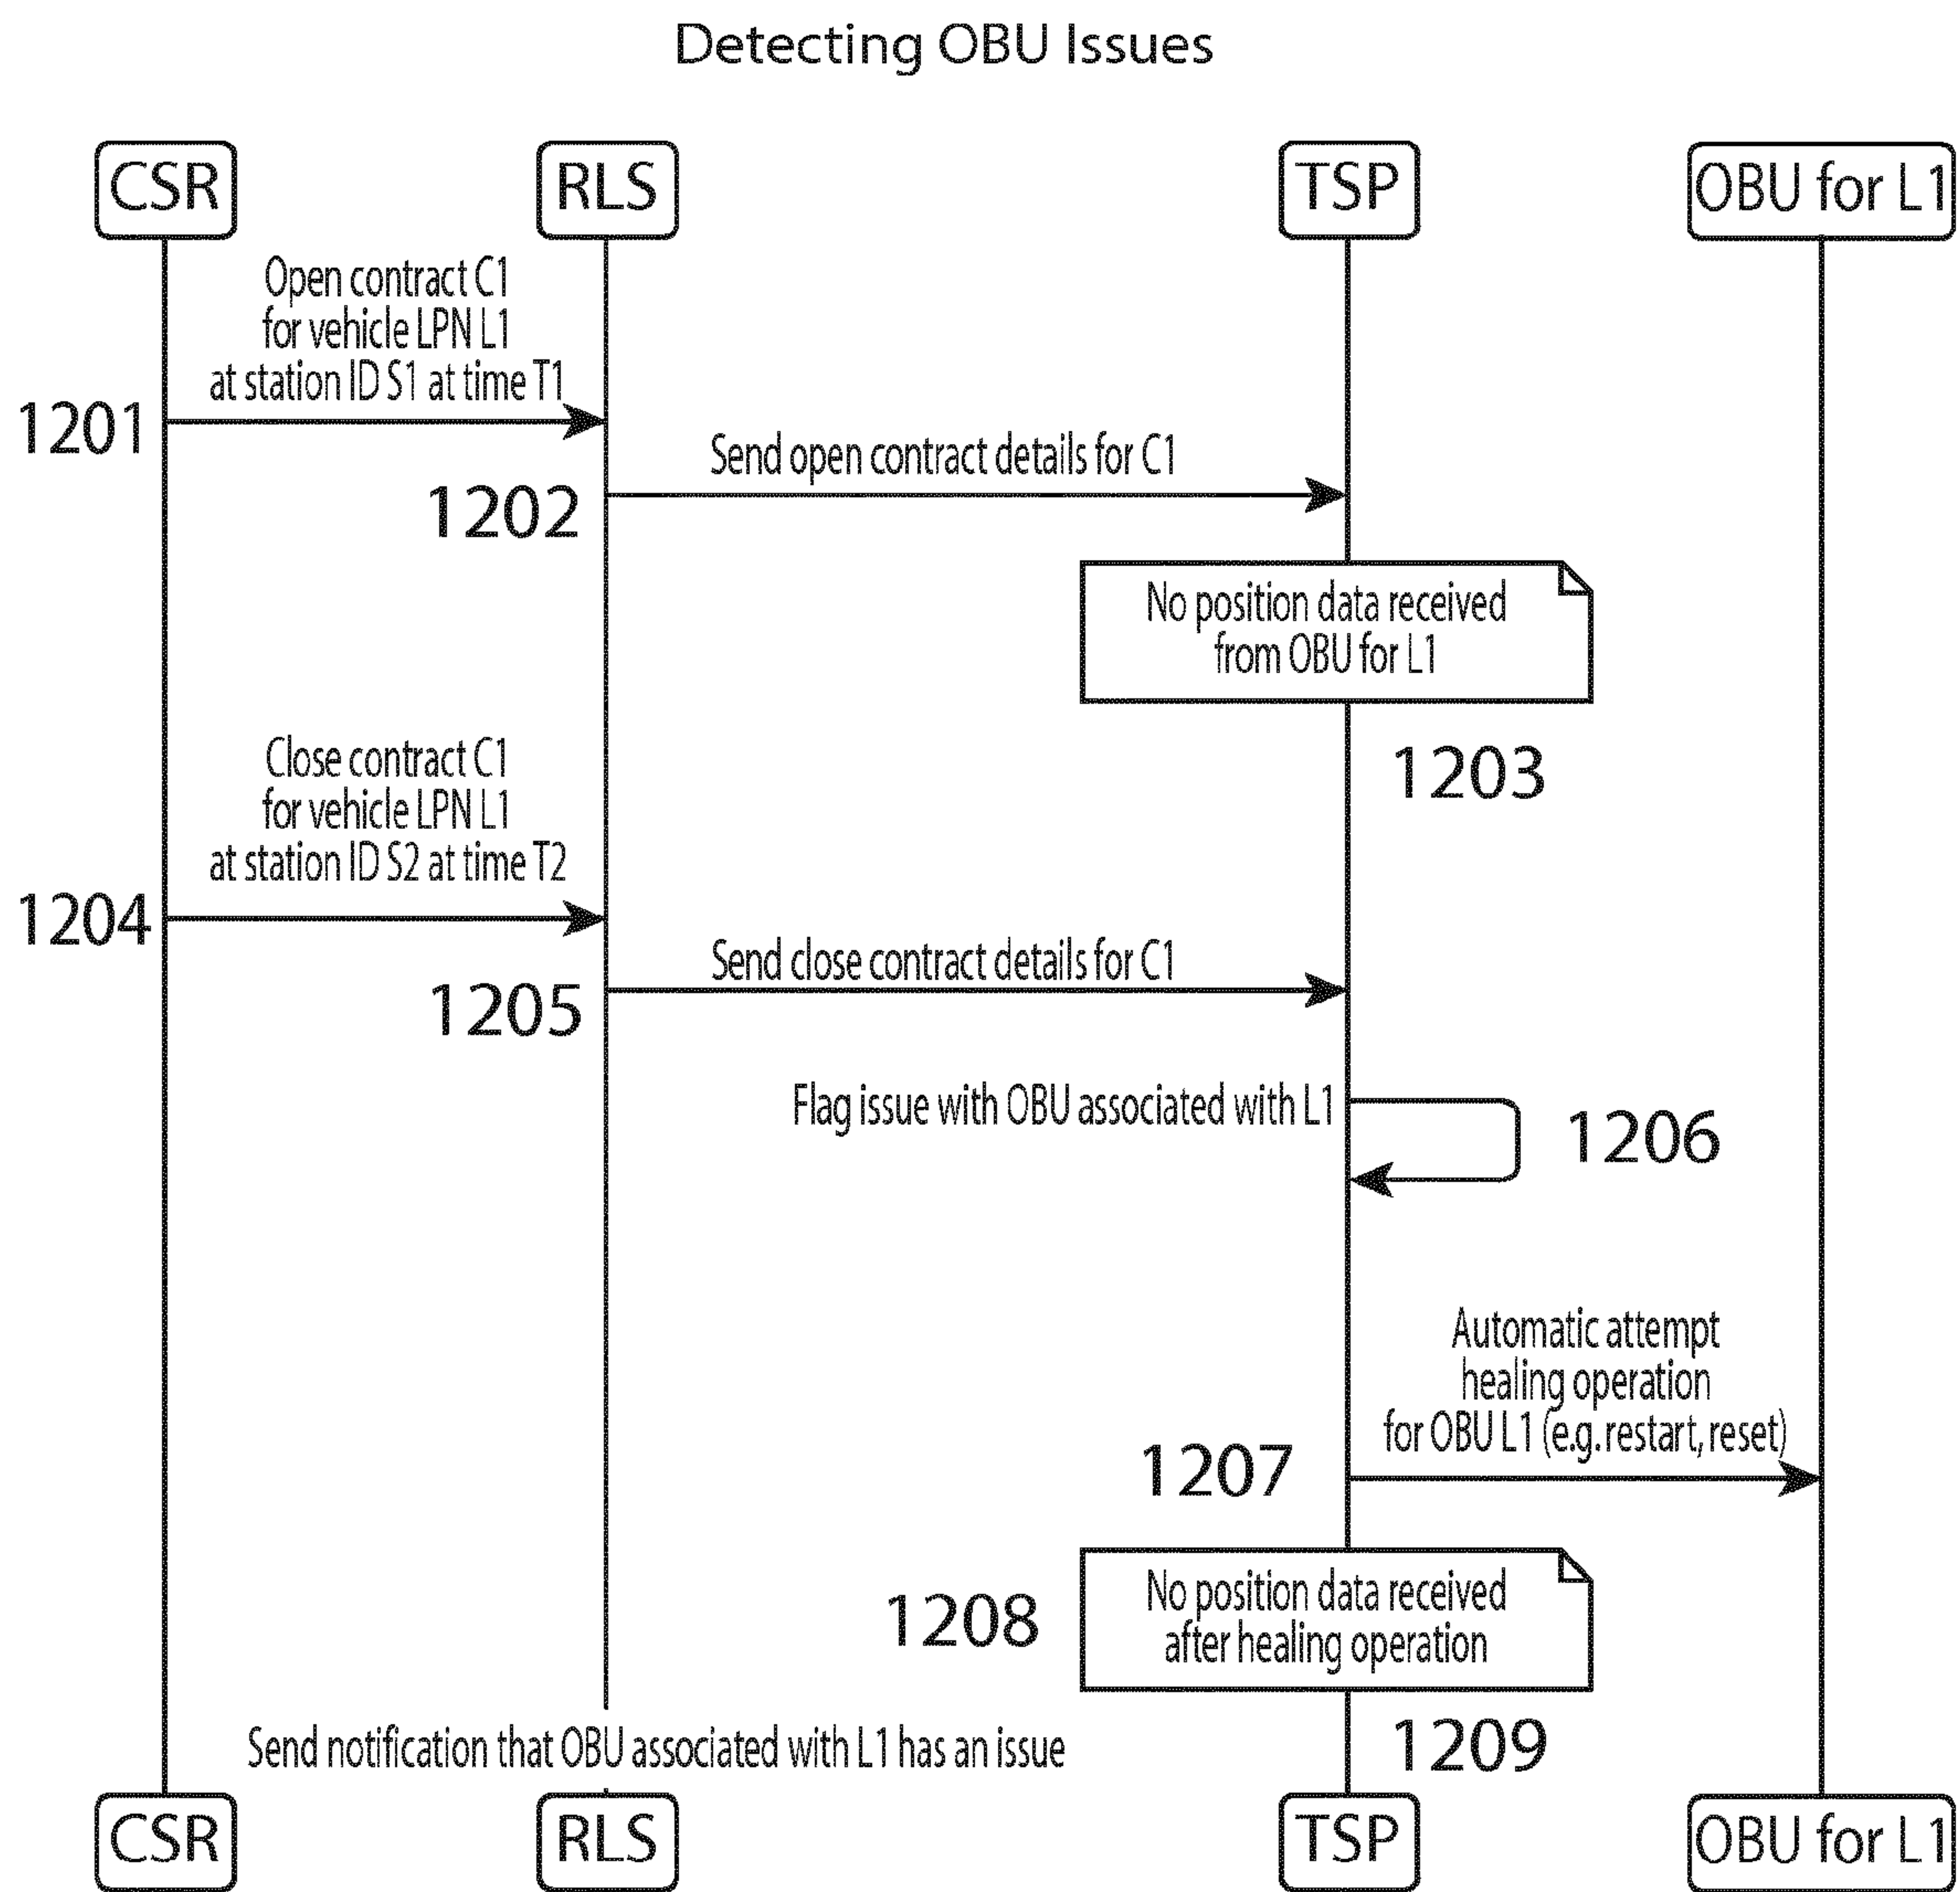 Detecting OBU Issues
CSR
RLS
TSP
OBU for L1
Open contract C1
for vehicle LPN L1
at station ID S1 at time T1
1201
Send open contract details for C1
1202
No position data received
from OBU for L1
1203
Close contract C1
for vehicle LPN L1
at station ID S2 at time T2
1204
Send close contract details for C1
1205
Flag issue with OBU associated with L1
1206
Automatic attempt
healing operation
for OBU L1 (e.g. restart, reset)
1207
No position data received
after healing operation
1208
Send notification that OBU associated with L1 has an issue
1209
CSR
RLS
TSP
OBU for L1